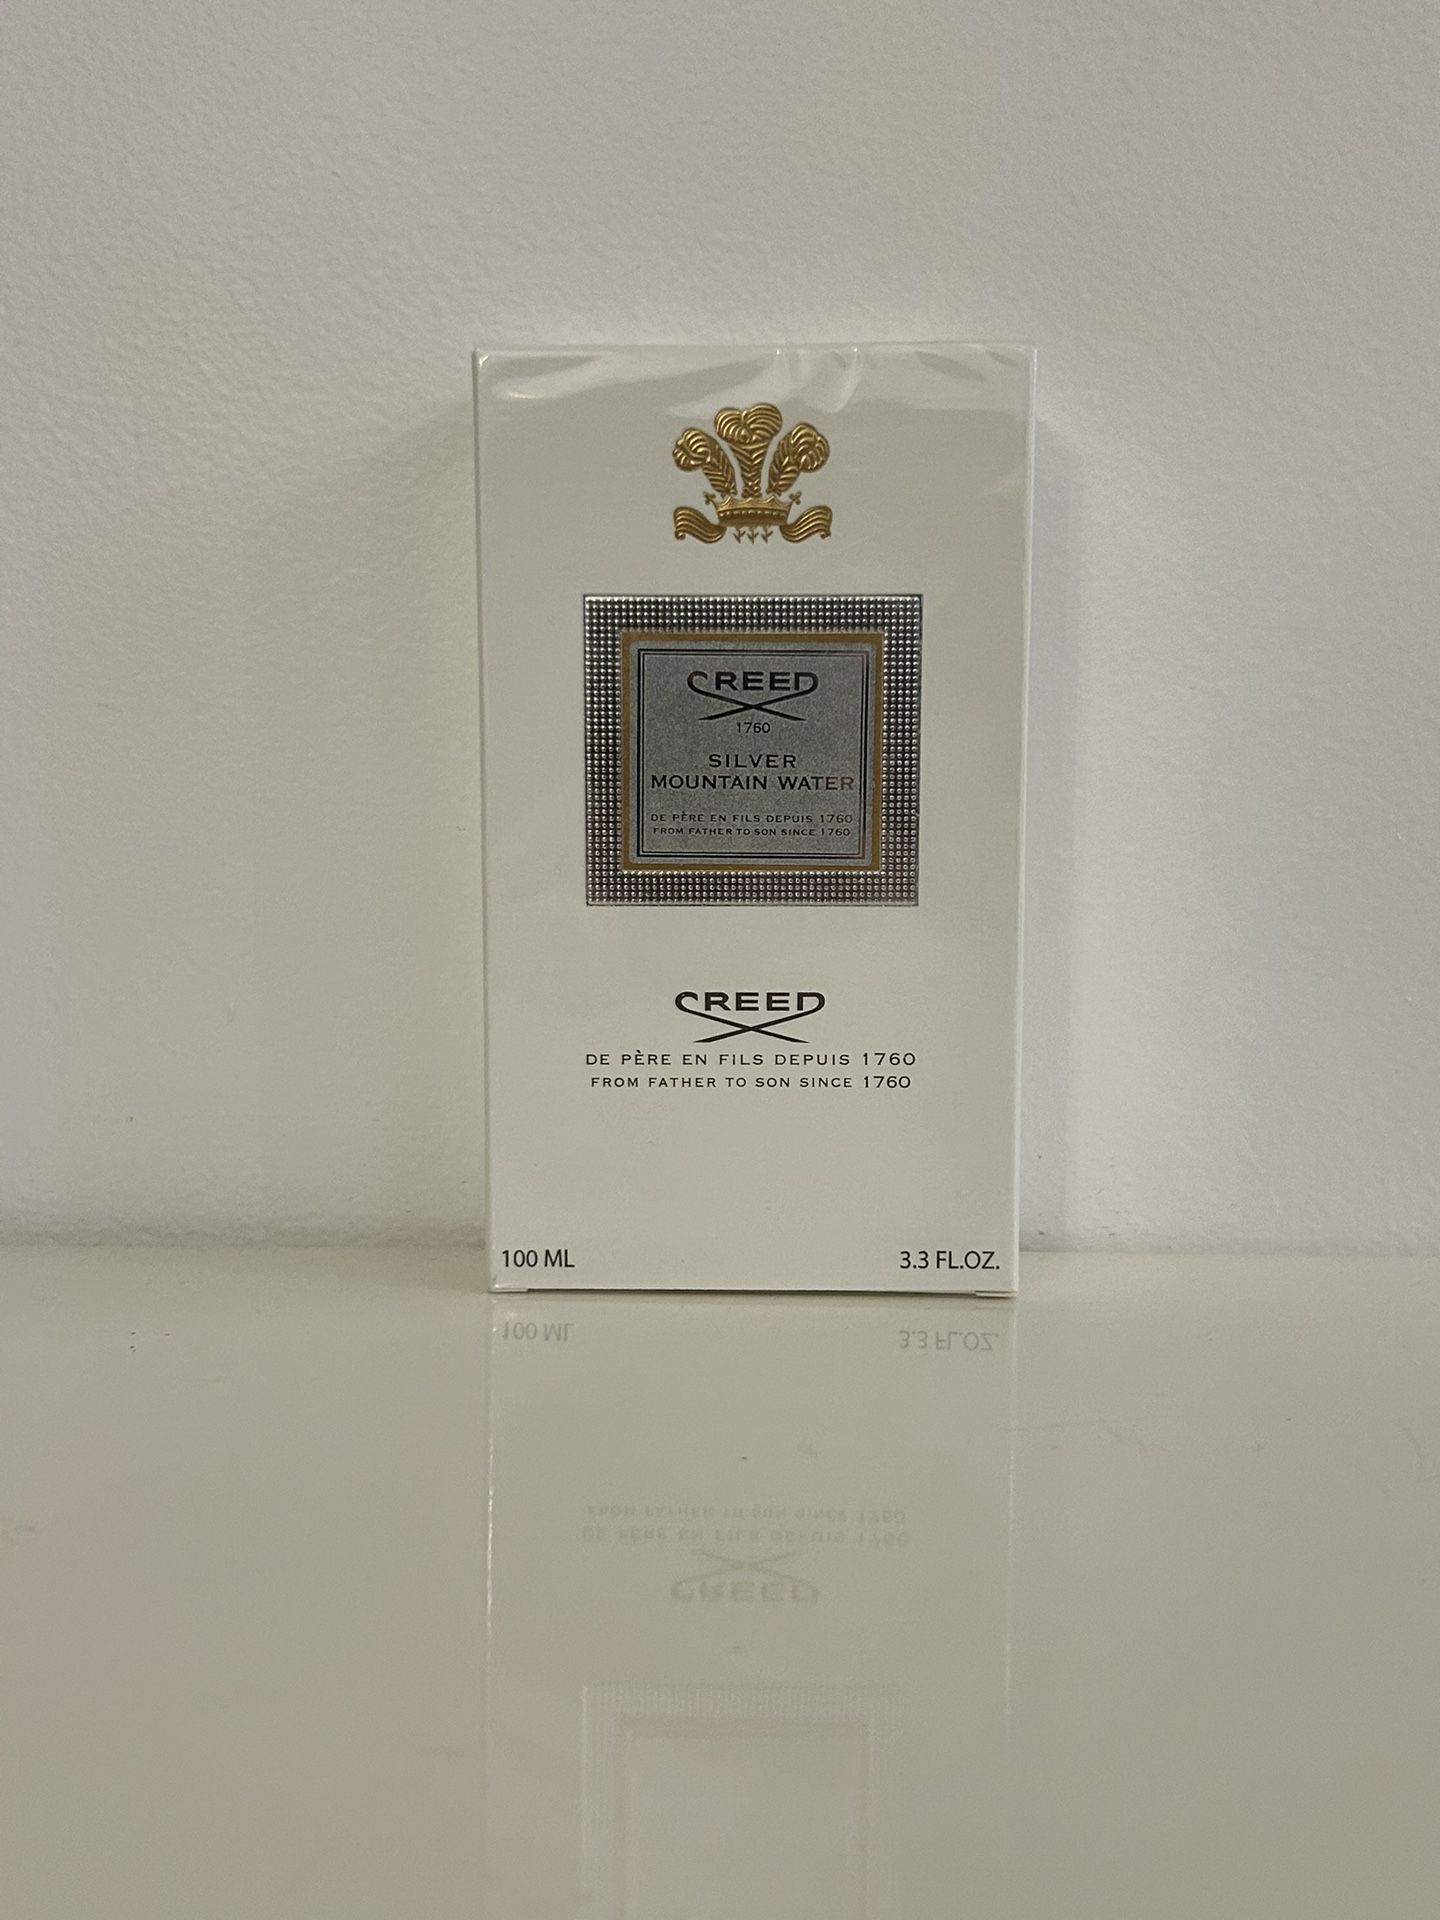 CREED
1760
SILVER
MOUNTAIN WATER
DE PÈRE EN FILS DEPUIS 1760
FROM FATHER TO SON SINCE 1760
CREED
DE PÈRE EN FILS DEPUIS 1760
FROM FATHER TO SON SINCE 1760
100 ML
3.3 FL.OZ.